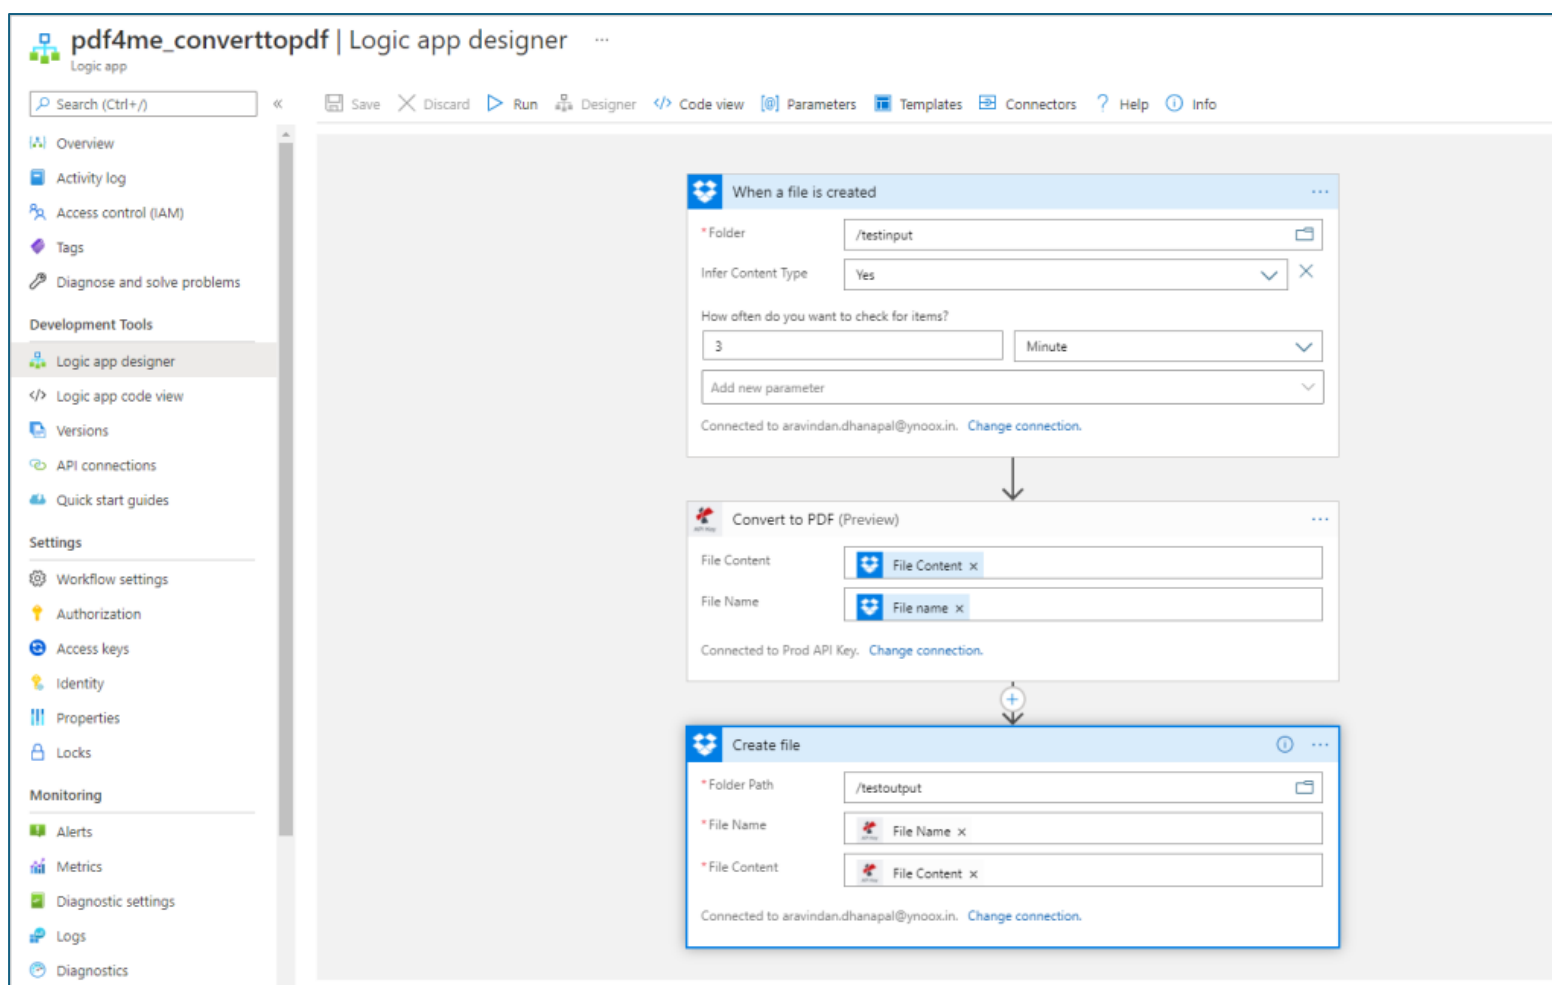 pdf4me_converttopdf | Logic app designer ...
Logic app
Search (Ctrl+/)
«
Save Discard Run Designer Code view Parameters Templates Connectors Help Info
Overview
Activity log
Access control (IAM)
Tags
Diagnose and solve problems
Development Tools
Logic app designer
Logic app code view
Versions
API connections
Quick start guides
Settings
Workflow settings
Authorization
Access keys
Identity
Properties
Locks
Monitoring
Alerts
Metrics
Diagnostic settings
Logs
Diagnostics
When a file is created
*Folder /testinput
Infer Content Type Yes
How often do you want to check for items?
3 Minute
Add new parameter
Connected to aravindan.dhanapal@ynoox.in. Change connection.
Convert to PDF (Preview)
File Content File Content ×
File Name File name ×
Connected to Prod API Key. Change connection.
Create file
*Folder Path /testoutput
*File Name File Name ×
*File Content File Content ×
Connected to aravindan.dhanapal@ynoox.in. Change connection.